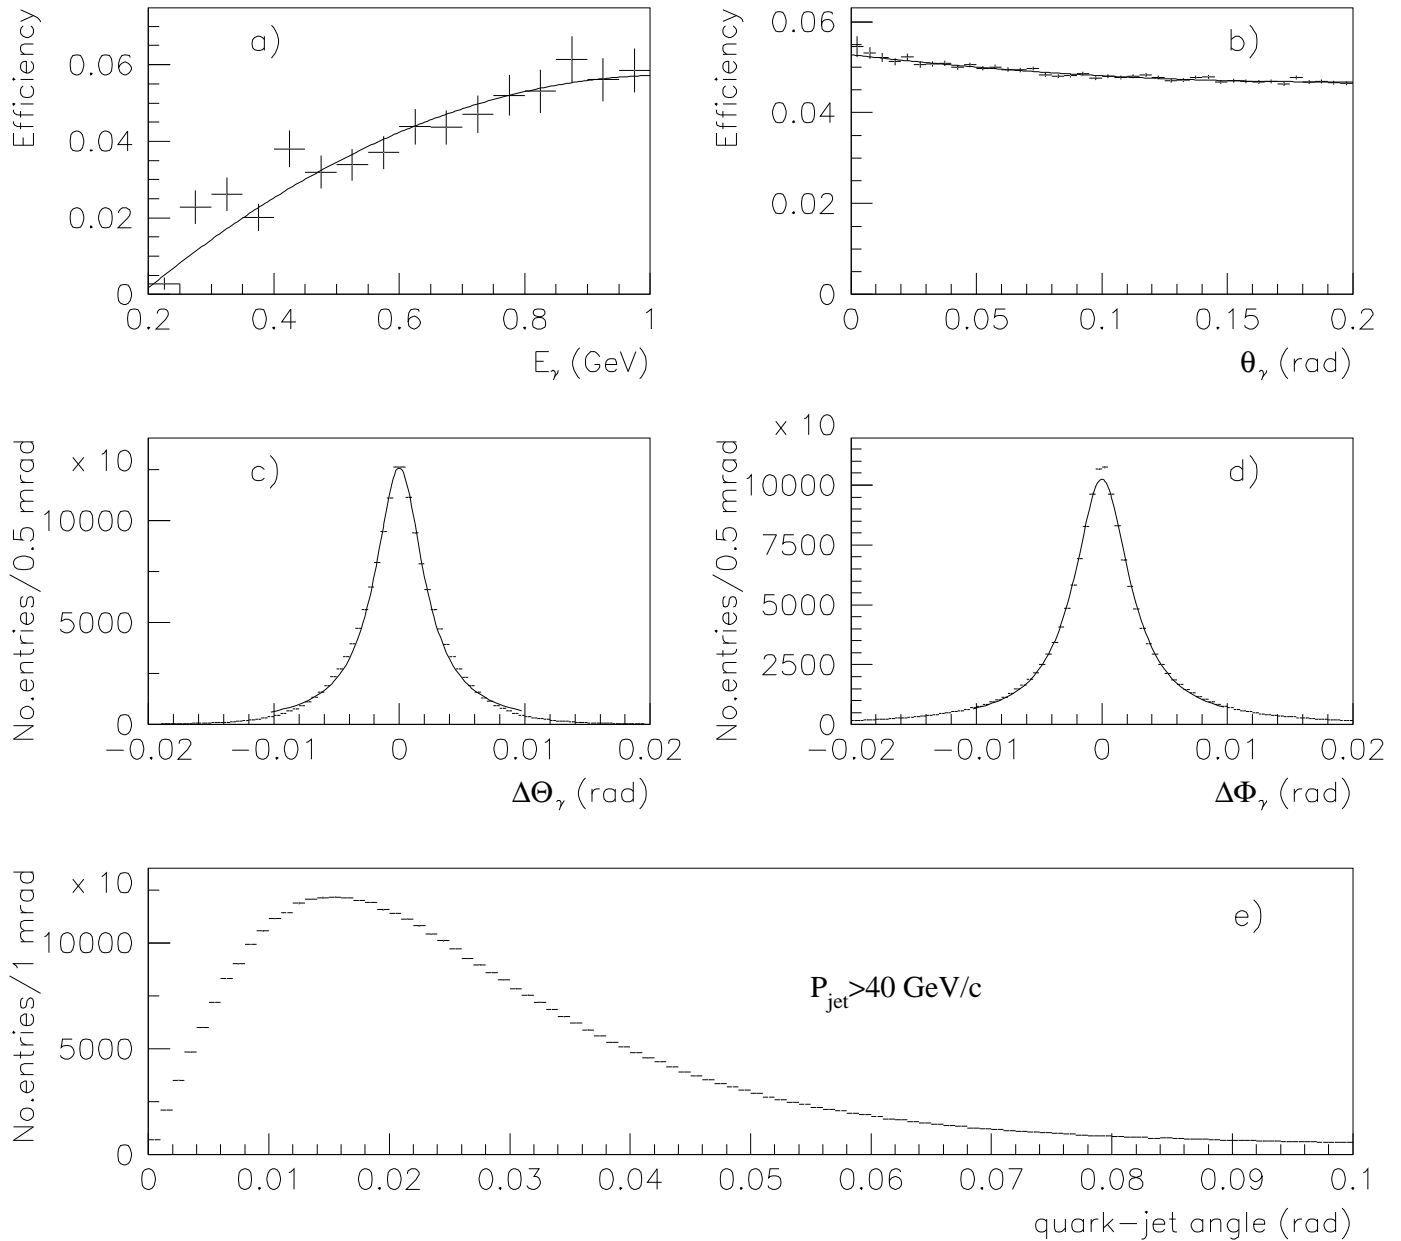 Efficiency
a)
0.06
0.04
0.02
0
0.2 0.4 0.6 0.8 1
Eγ (GeV)
Efficiency
b)
0.06
0.04
0.02
0
0 0.05 0.1 0.15 0.2
θγ (rad)
No.entries/0.5 mrad
x 10
c)
10000
5000
0
−0.02 −0.01 0 0.01 0.02
ΔΘγ (rad)
No.entries/0.5 mrad
x 10
d)
10000
7500
5000
2500
0
−0.02 −0.01 0 0.01 0.02
ΔΦγ (rad)
No.entries/1 mrad
x 10
e)
10000
Pjet>40 GeV/c
5000
0
0 0.01 0.02 0.03 0.04 0.05 0.06 0.07 0.08 0.09 0.1
quark−jet angle (rad)